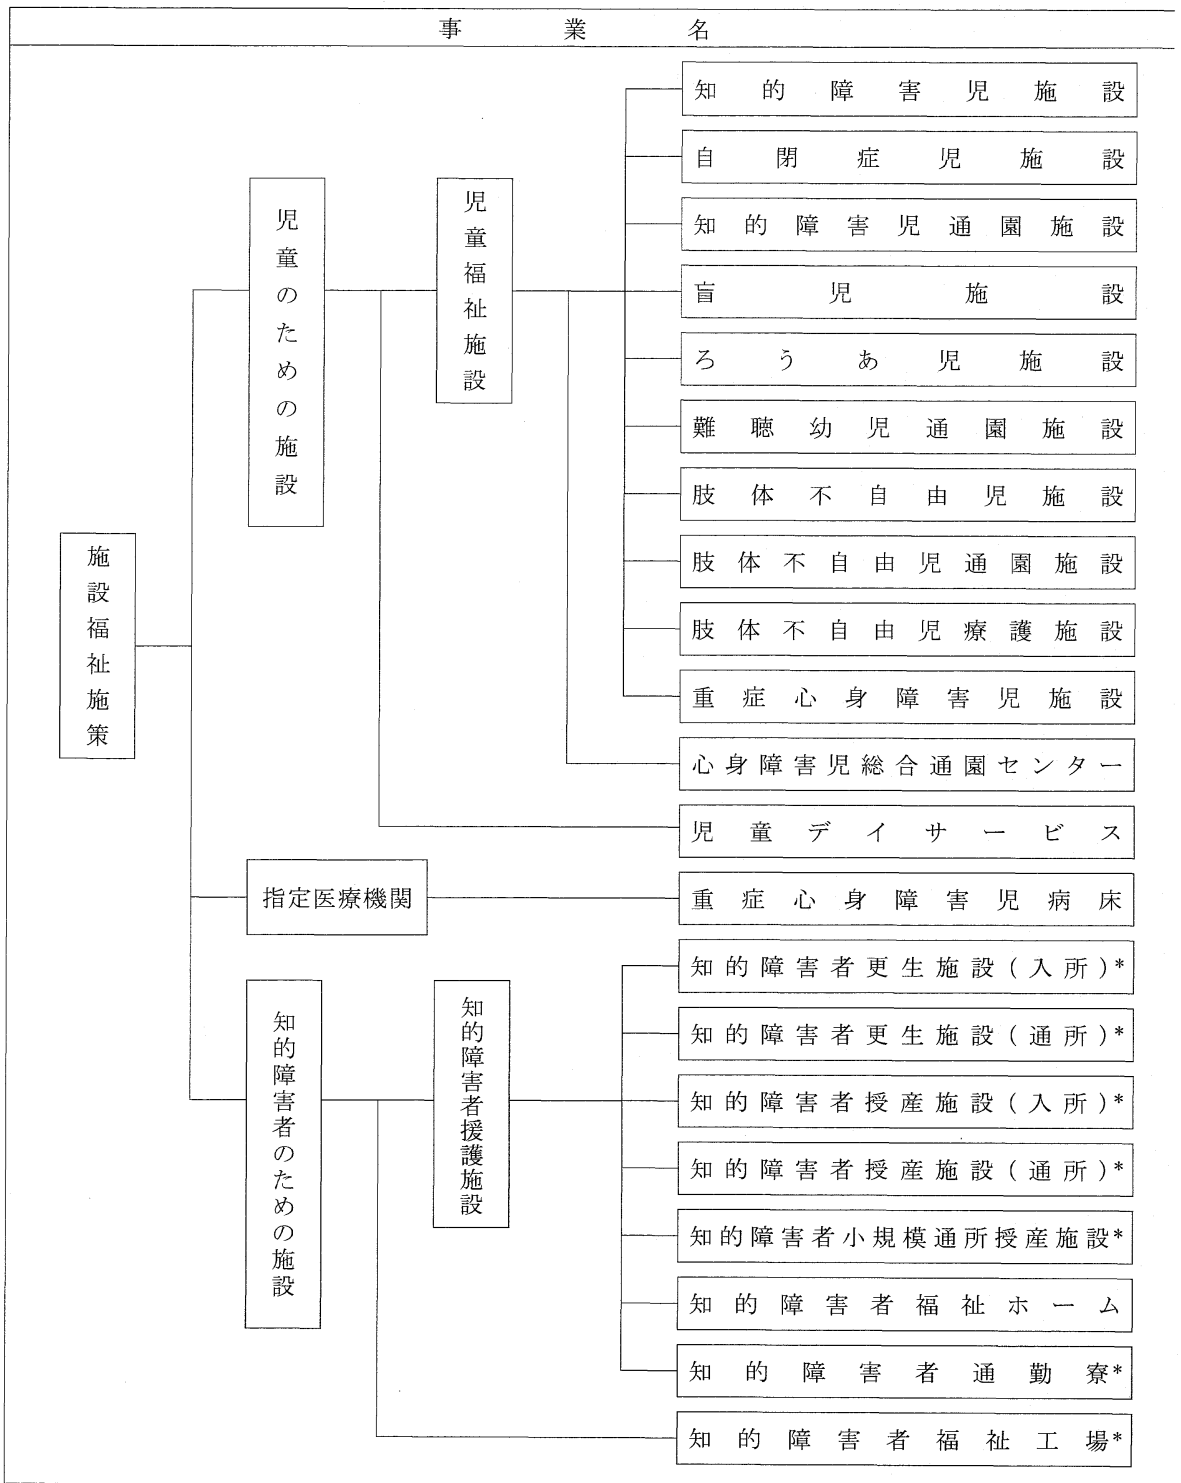 事業名
施設福祉施策
児童のための施設
児童福祉施設
知的障害児施設
自閉症児施設
知的障害児通園施設
盲児施設
ろうあ児施設
難聴幼児通園施設
肢体不自由児施設
肢体不自由児通園施設
肢体不自由児療護施設
重症心身障害児施設
心身障害児総合通園センター
児童デイサービス
指定医療機関
重症心身障害児病床
知的障害者のための施設
知的障害者援護施設
知的障害者更生施設(入所)*
知的障害者更生施設(通所)*
知的障害者授産施設(入所)*
知的障害者授産施設(通所)*
知的障害者小規模通所授産施設*
知的障害者福祉ホーム
知的障害者通勤寮*
知的障害者福祉工場*